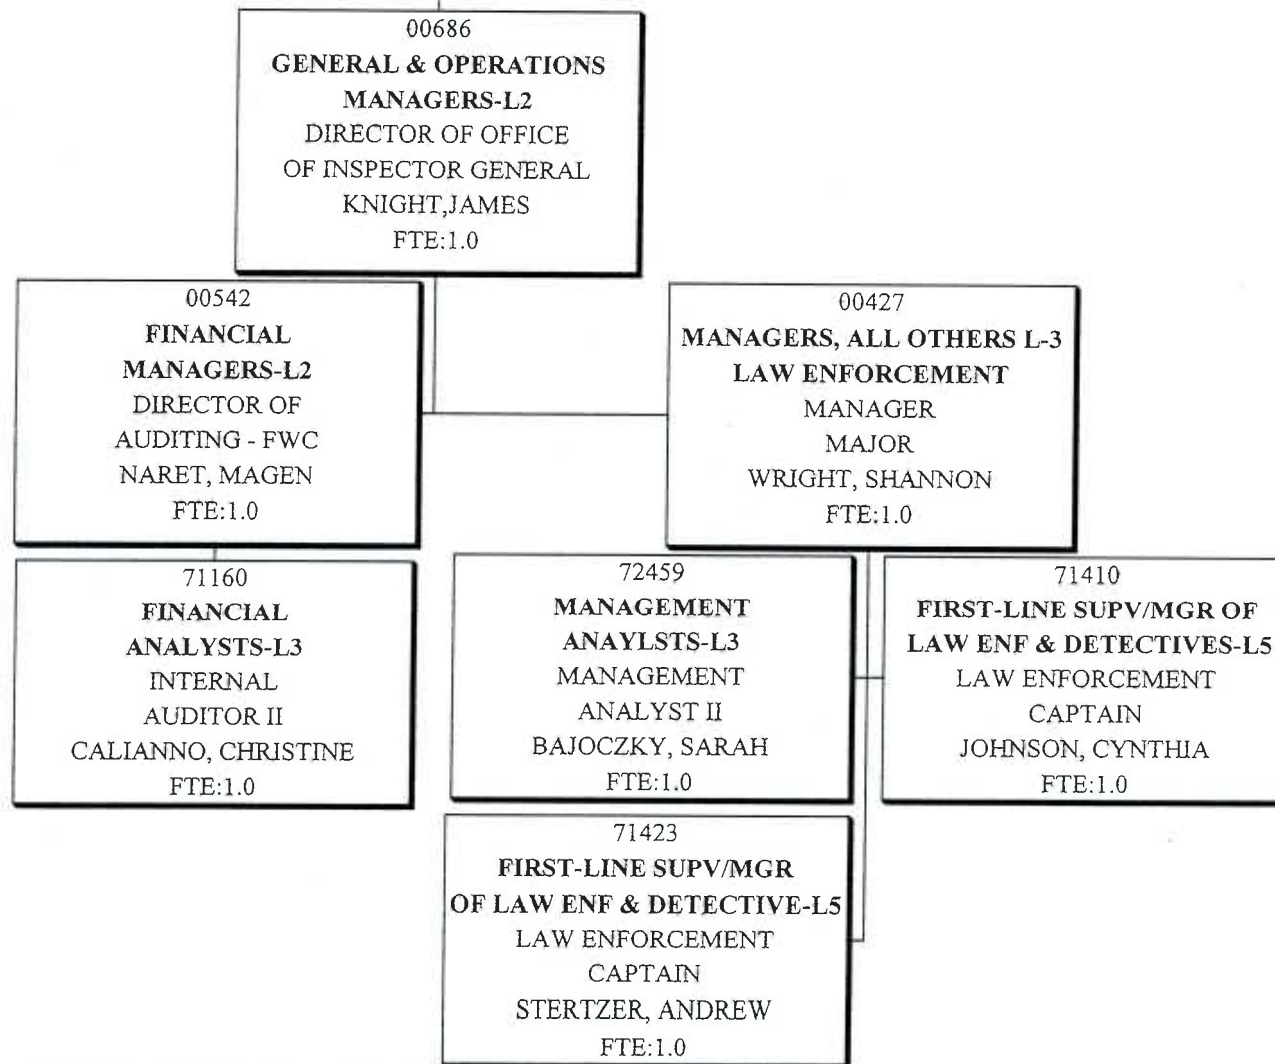 00686
GENERAL & OPERATIONS
MANAGERS-L2
DIRECTOR OF OFFICE
OF INSPECTOR GENERAL
KNIGHT,JAMES
FTE:1.0
00542
FINANCIAL
MANAGERS-L2
DIRECTOR OF
AUDITING - FWC
NARET, MAGEN
FTE:1.0
00427
MANAGERS, ALL OTHERS L-3
LAW ENFORCEMENT
MANAGER
MAJOR
WRIGHT, SHANNON
FTE:1.0
71160
FINANCIAL
ANALYSTS-L3
INTERNAL
AUDITOR II
CALIANNO, CHRISTINE
FTE:1.0
72459
MANAGEMENT
ANAYLSTS-L3
MANAGEMENT
ANALYST II
BAJOCZKY, SARAH
FTE:1.0
71410
FIRST-LINE SUPV/MGR OF
LAW ENF & DETECTIVES-L5
LAW ENFORCEMENT
CAPTAIN
JOHNSON, CYNTHIA
FTE:1.0
71423
FIRST-LINE SUPV/MGR
OF LAW ENF & DETECTIVE-L5
LAW ENFORCEMENT
CAPTAIN
STERTZER, ANDREW
FTE:1.0